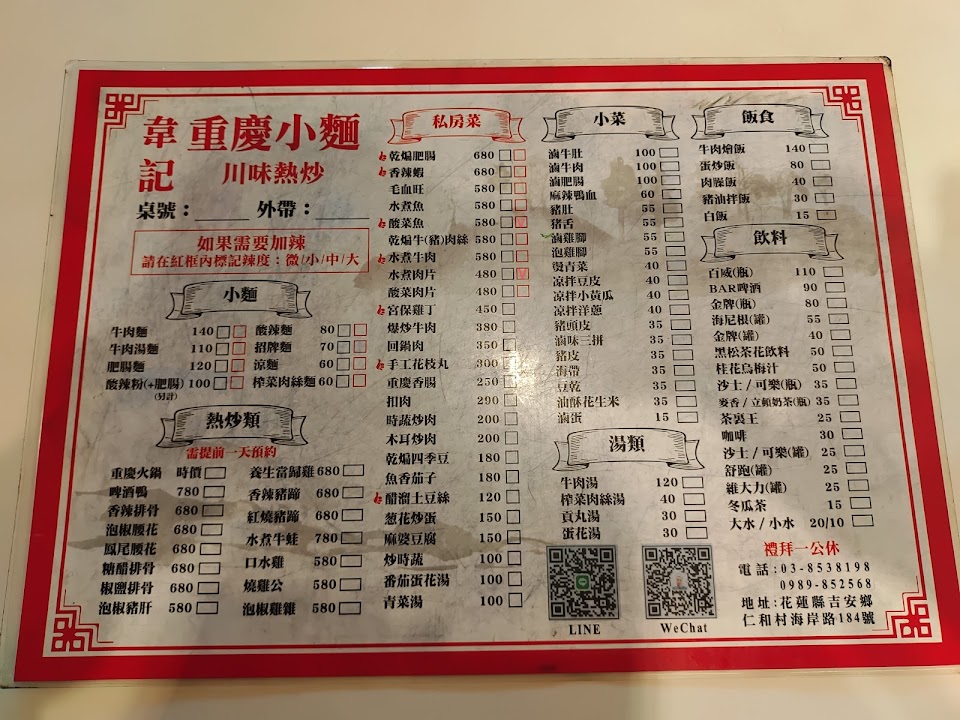 韋記
重慶小麵
川味熱炒
桌號：_____ 外帶：_____
如果需要加辣
請在紅框內標記辣度：微/小/中/大
小麵
牛肉麵 140 酸辣麵 80
牛肉湯麵 110 招牌麵 70
肥腸麵 120 涼麵 60
酸辣粉(+肥腸) 100 榨菜肉絲麵 60
(另計)
熱炒類
需提前一天預約
重慶火鍋 時價 養生當歸雞 680
啤酒鴨 780 香辣豬蹄 680
香辣排骨 680 紅燒豬蹄 680
泡椒腰花 680 水煮牛蛙 780
鳳尾腰花 680 口水雞 580
糖醋排骨 680 燒雞公 580
椒鹽排骨 680 泡椒雞雜 580
泡椒豬肝 580
私房菜
乾煸肥腸 680
香辣蝦 680
毛血旺 580
水煮魚 580
酸菜魚 580
乾煸牛(豬)肉絲 580
水煮牛肉 580
水煮肉片 480
酸菜肉片 480
宮保雞丁 450
爆炒牛肉 380
回鍋肉 350
手工花枝丸 300
重慶香腸 250
扣肉 290
時蔬炒肉 200
木耳炒肉 200
乾煸四季豆 180
魚香茄子 180
醋溜土豆絲 120
葱花炒蛋 150
麻婆豆腐 150
炒時蔬 100
番茄蛋花湯 100
青菜湯 100
小菜
滷牛肚 100
滷牛肉 100
滷肥腸 100
麻辣鴨血 60
豬肚 55
豬舌 55
滷雞腳 55
泡雞腳 55
燙青菜 40
凉拌豆皮 40
凉拌小黃瓜 40
凉拌洋蔥 40
豬頭皮 35
滷味三拼 35
豬皮 35
海帶 35
豆乾 35
油酥花生米 35
滷蛋 15
湯類
牛肉湯 120
榨菜肉絲湯 40
貢丸湯 30
蛋花湯 30
LINE WeChat
飯食
牛肉燴飯 140
蛋炒飯 80
肉臊飯 40
豬油拌飯 30
白飯 15
飲料
百威(瓶) 110
BAR啤酒 90
金牌(瓶) 80
海尼根(罐) 55
金牌(罐) 40
黑松茶花飲料 50
桂花烏梅汁 50
沙士/可樂(瓶) 35
麥香/立頓奶茶(瓶) 35
茶裏王 25
咖啡 30
沙士/可樂(罐) 25
舒跑(罐) 25
維大力(罐) 25
冬瓜茶 15
大水/小水 20/10
禮拜一公休
電話:03-8538198
0989-852568
地址:花蓮縣吉安鄉
仁和村海岸路184號